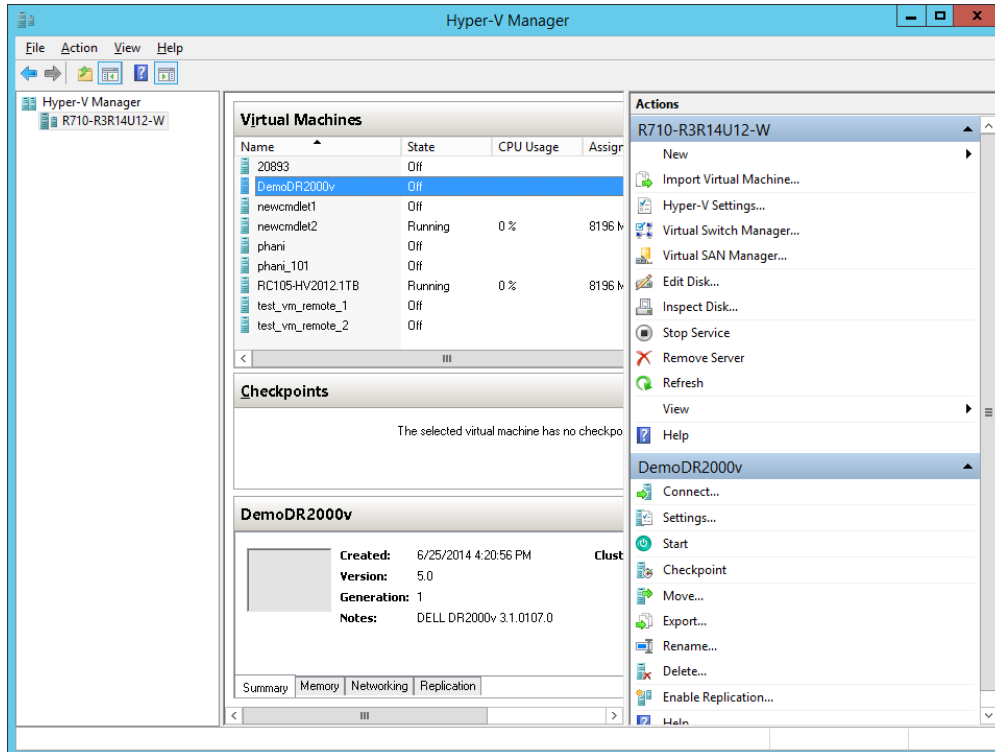 Hyper-V Manager
File Action View Help
Hyper-V Manager
R710-R3R14U12-W
Virtual Machines
Name State CPU Usage Assign
20893 Off
DemoDR2000v Off
newcmdlet1 Off
newcmdlet2 Running 0 % 8196 M
phani Off
phani_101 Off
RC105-HV2012.1TB Running 0 % 8196 M
test_vm_remote_1 Off
test_vm_remote_2 Off
Checkpoints
The selected virtual machine has no checkpo
DemoDR2000v
Created: 6/25/2014 4:20:56 PM Clust
Version: 5.0
Generation: 1
Notes: DELL DR2000v 3.1.0107.0
Summary Memory Networking Replication
Actions
R710-R3R14U12-W
New
Import Virtual Machine...
Hyper-V Settings...
Virtual Switch Manager...
Virtual SAN Manager...
Edit Disk...
Inspect Disk...
Stop Service
Remove Server
Refresh
View
Help
DemoDR2000v
Connect...
Settings...
Start
Checkpoint
Move...
Export...
Rename...
Delete...
Enable Replication...
Help